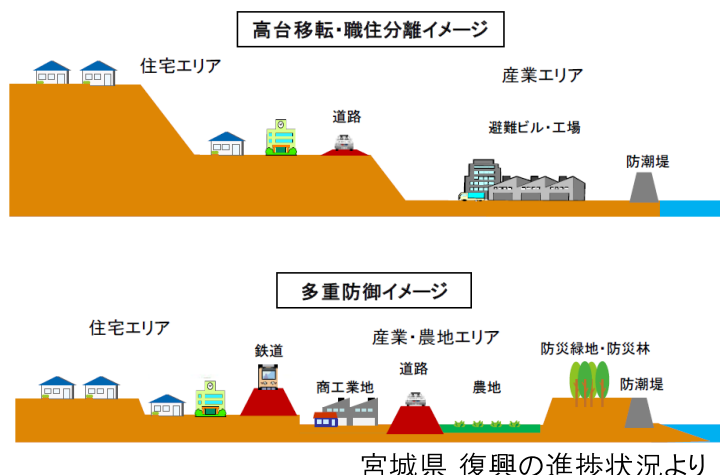 高台移転・職住分離イメージ
住宅エリア
産業エリア
道路
避難ビル・工場
防潮堤
多重防御イメージ
住宅エリア
産業・農地エリア
鉄道
防災緑地・防災林
道路
商工業地
農地
防潮堤
宮城県 復興の進捗状況より